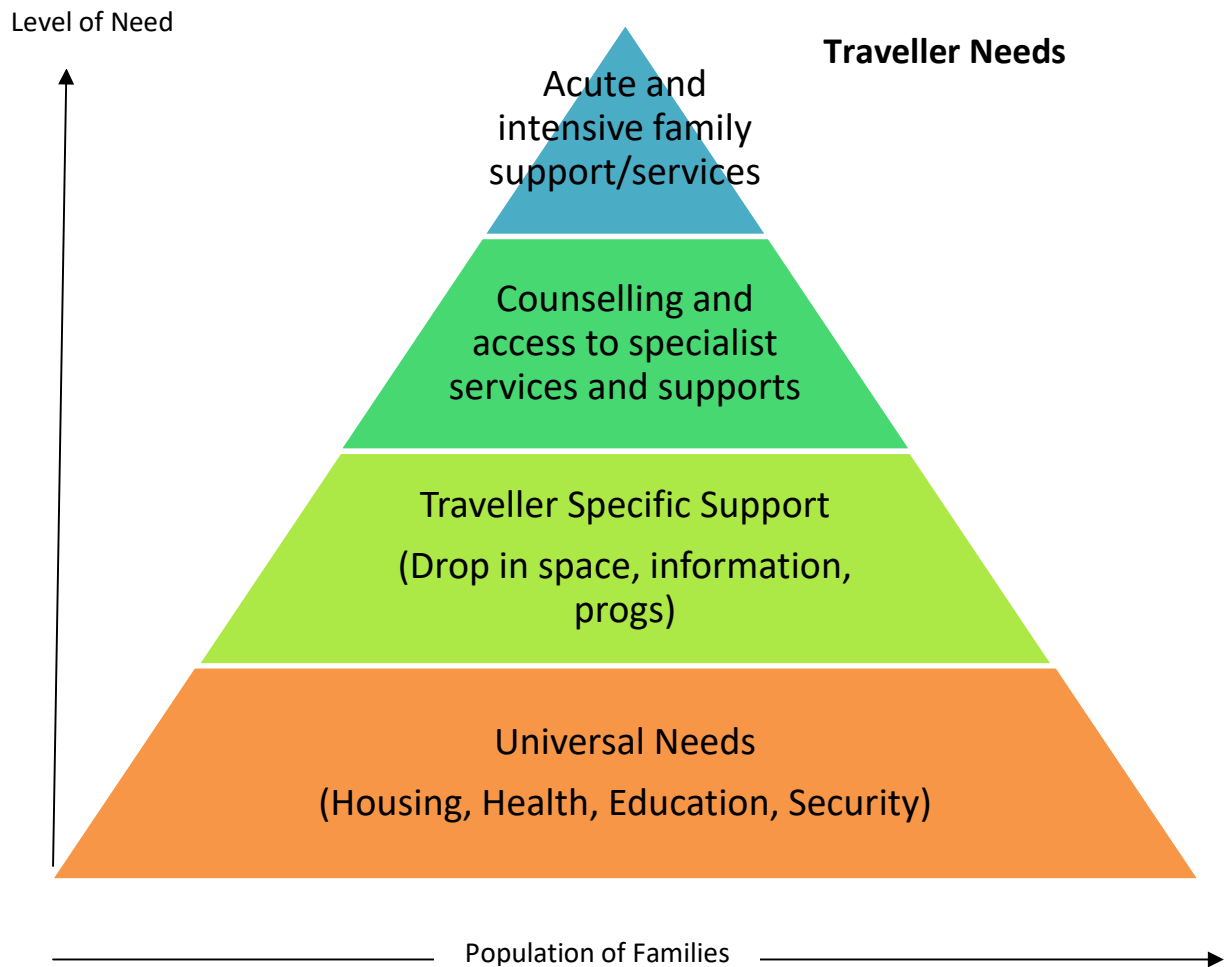 Level of Need
Traveller Needs
Acute and
intensive family
support/services
Counselling and
access to specialist
services and supports
Traveller Specific Support
(Drop in space, information,
progs)
Universal Needs
(Housing, Health, Education, Security)
Population of Families